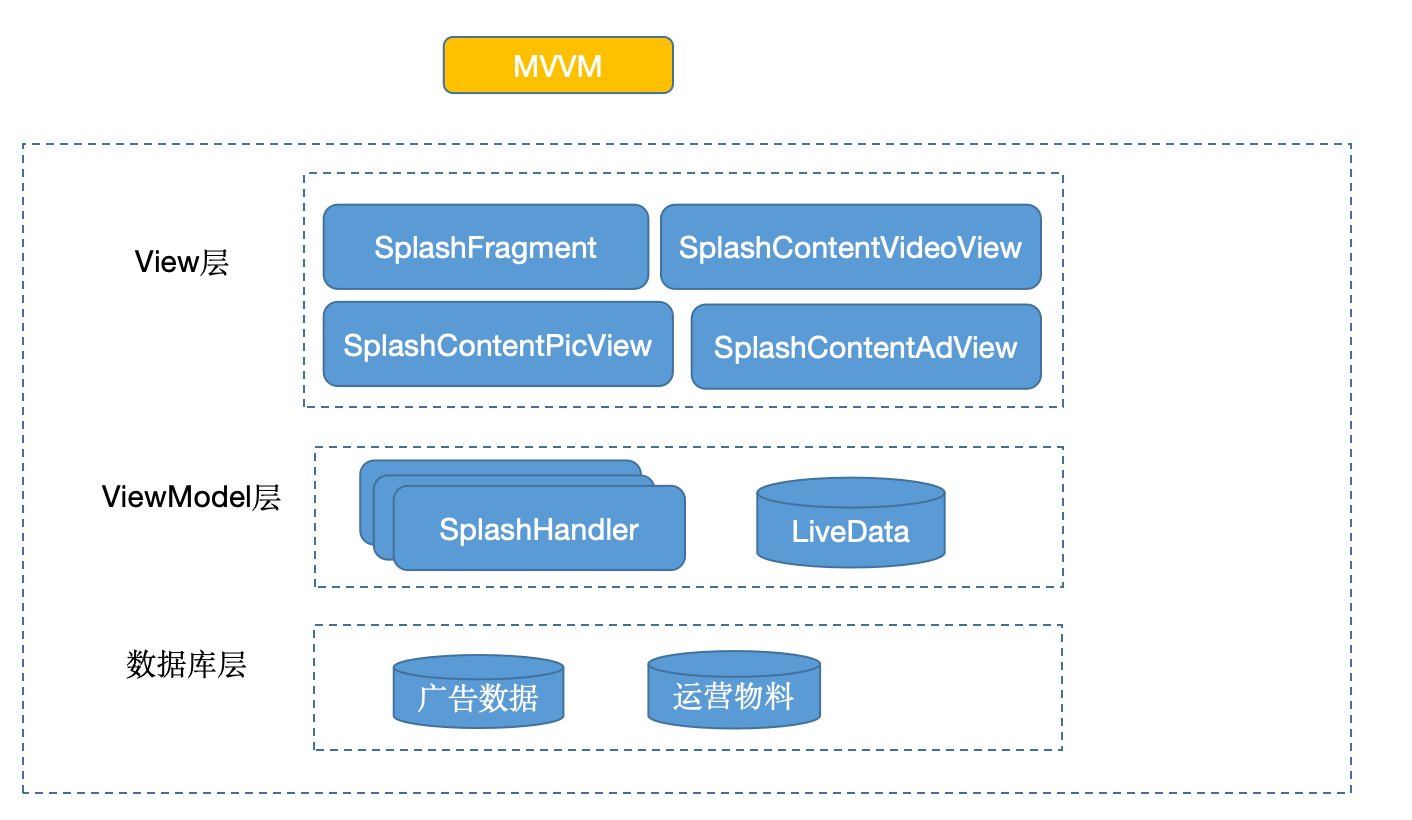 MVVM
View层
SplashFragment
SplashContentVideoView
SplashContentPicView
SplashContentAdView
ViewModel层
SplashHandler
LiveData
数据库层
广告数据
运营物料